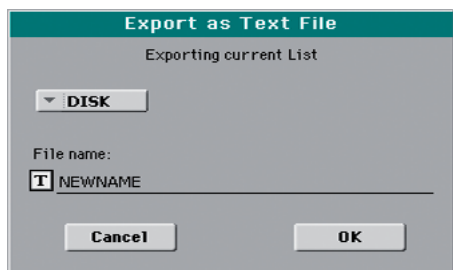 Export as Text File
Exporting current List
DISK
File name:
T NEWNAME
Cancel OK